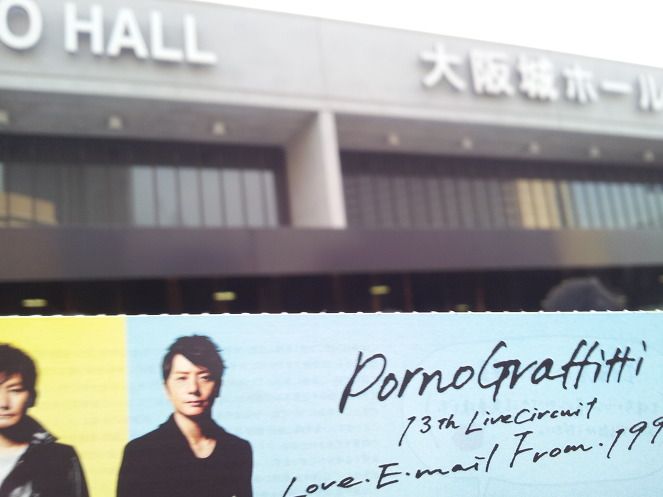 O HALL
大阪城ホール
PornoGraffitti
13th LiveCircuit
Love.E.mail From.199